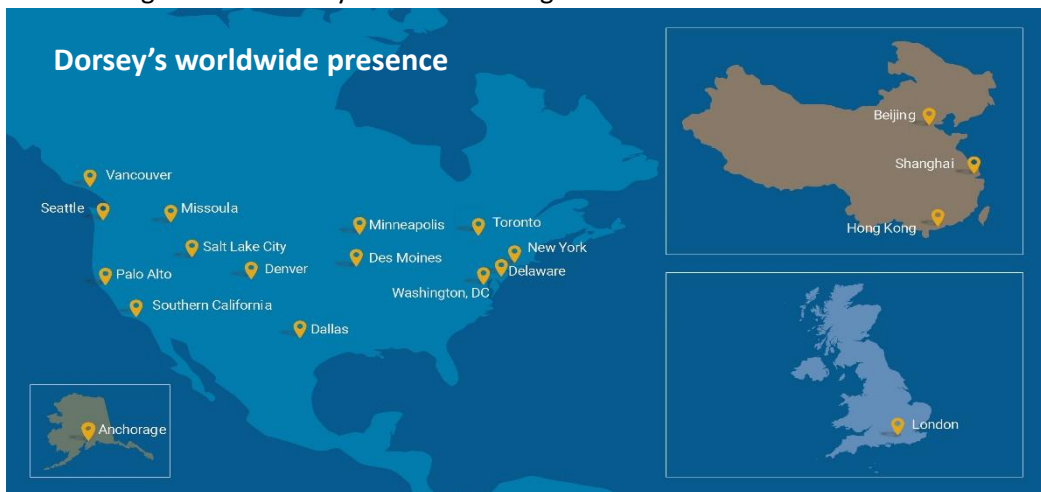 Dorsey's worldwide presence
Vancouver
Seattle
Missoula
Minneapolis
Toronto
Salt Lake City
New York
Des Moines
Denver
Delaware
Palo Alto
Washington, DC
Southern California
Dallas
Anchorage
Beijing
Shanghai
Hong Kong
London